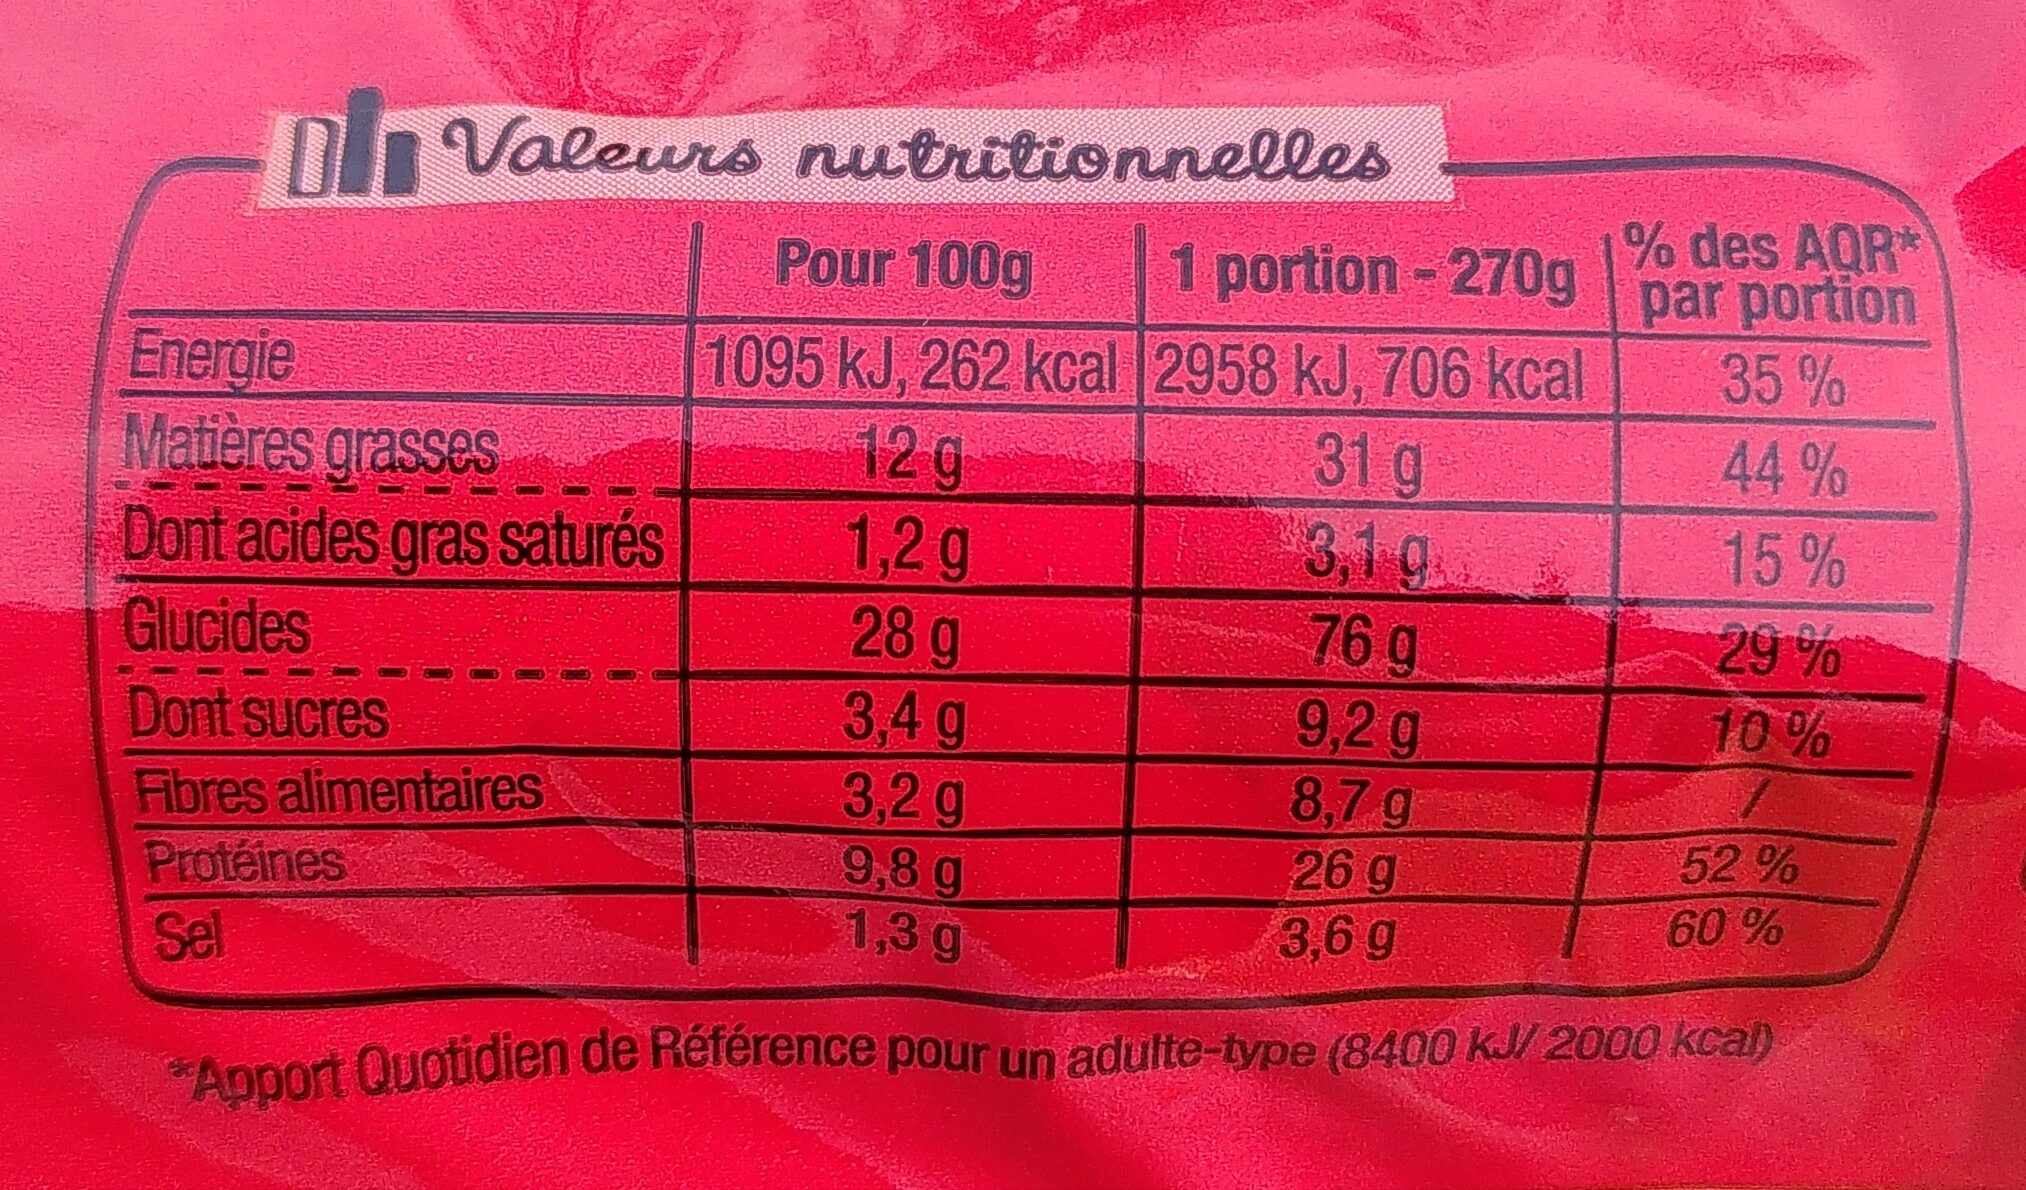 Valeurs nutritionnelles
Pour 100g 1 portion - 270g % des AQR* par portion
Energie 1095 kJ, 262 kcal 2958 kJ, 706 kcal 35 %
Matières grasses 12 g 31 g 44 %
Dont acides gras saturés 1,2 g 3,1 g 15 %
Glucides 28 g 76 g 29 %
Dont sucres 3,4 g 9,2 g 10 %
Fibres alimentaires 3,2 g 8,7 g /
Protéines 9,8 g 26 g 52 %
Sel 1,3 g 3,6 g 60 %
*Apport Quotidien de Référence pour un adulte-type (8400 kJ/ 2000 kcal)